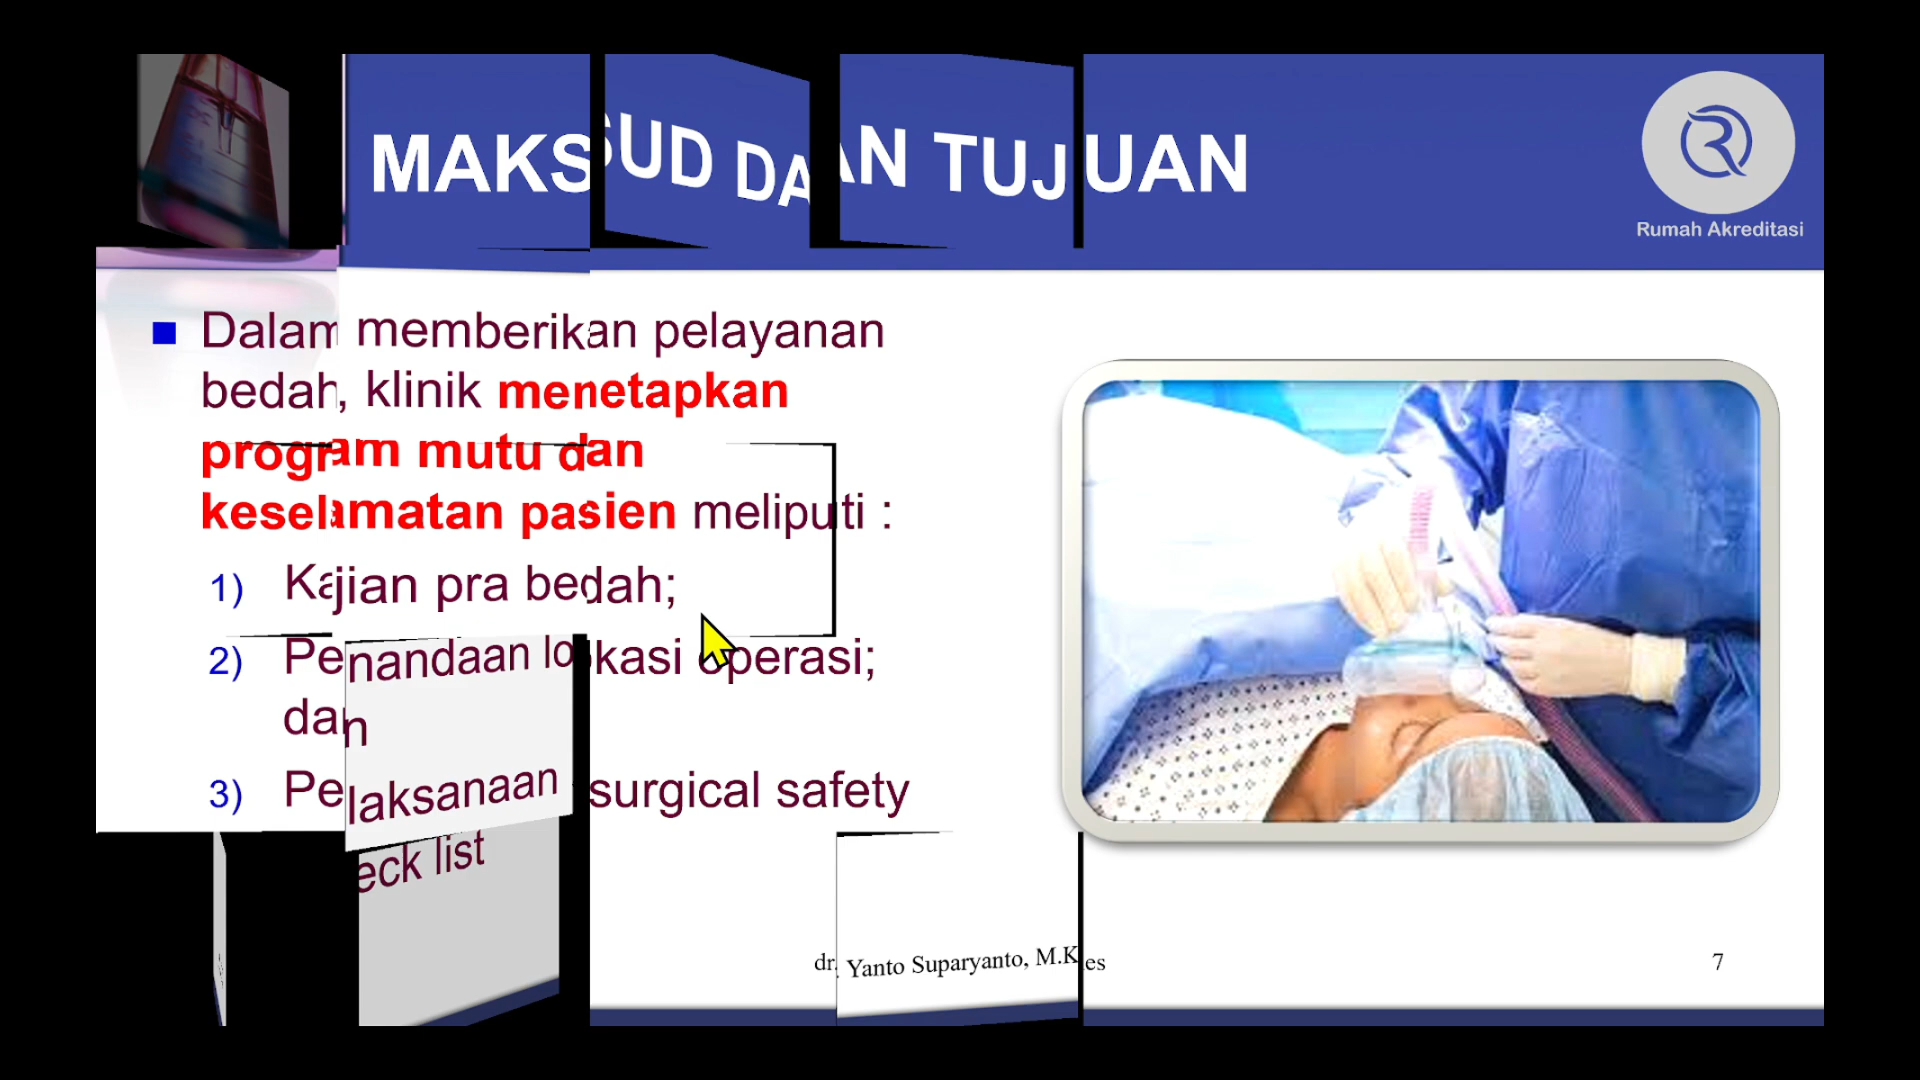 MAKSUD DAN TUJUAN
Rumah Akreditasi
Dalam memberikan pelayanan
bedah, klinik menetapkan
program mutu dan
keselamatan pasien meliputi :
1) Kajian pra bedah;
2) Penandaan lokasi operasi;
dan
3) Pelaksanaan surgical safety
eck list
dr. Yanto Suparyanto, M.Kes
7